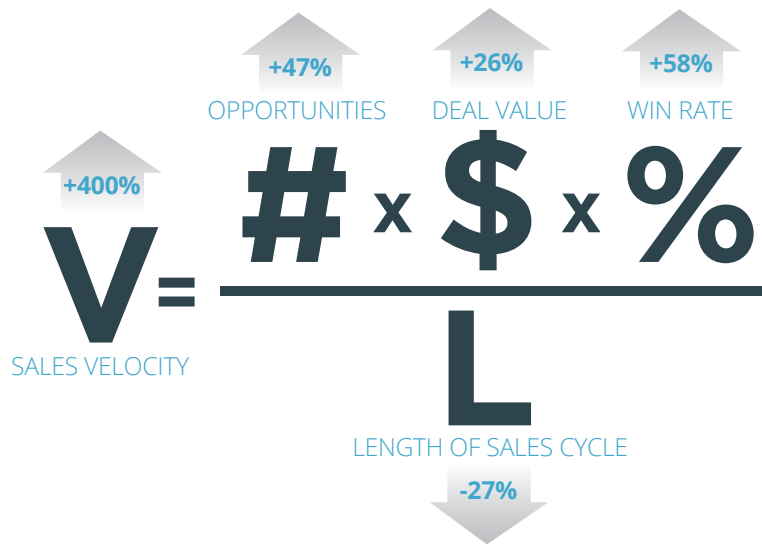 +47% +26% +58%
OPPORTUNITIES DEAL VALUE WIN RATE
# x $ x %
+400%
V=
SALES VELOCITY
L
LENGTH OF SALES CYCLE
-27%